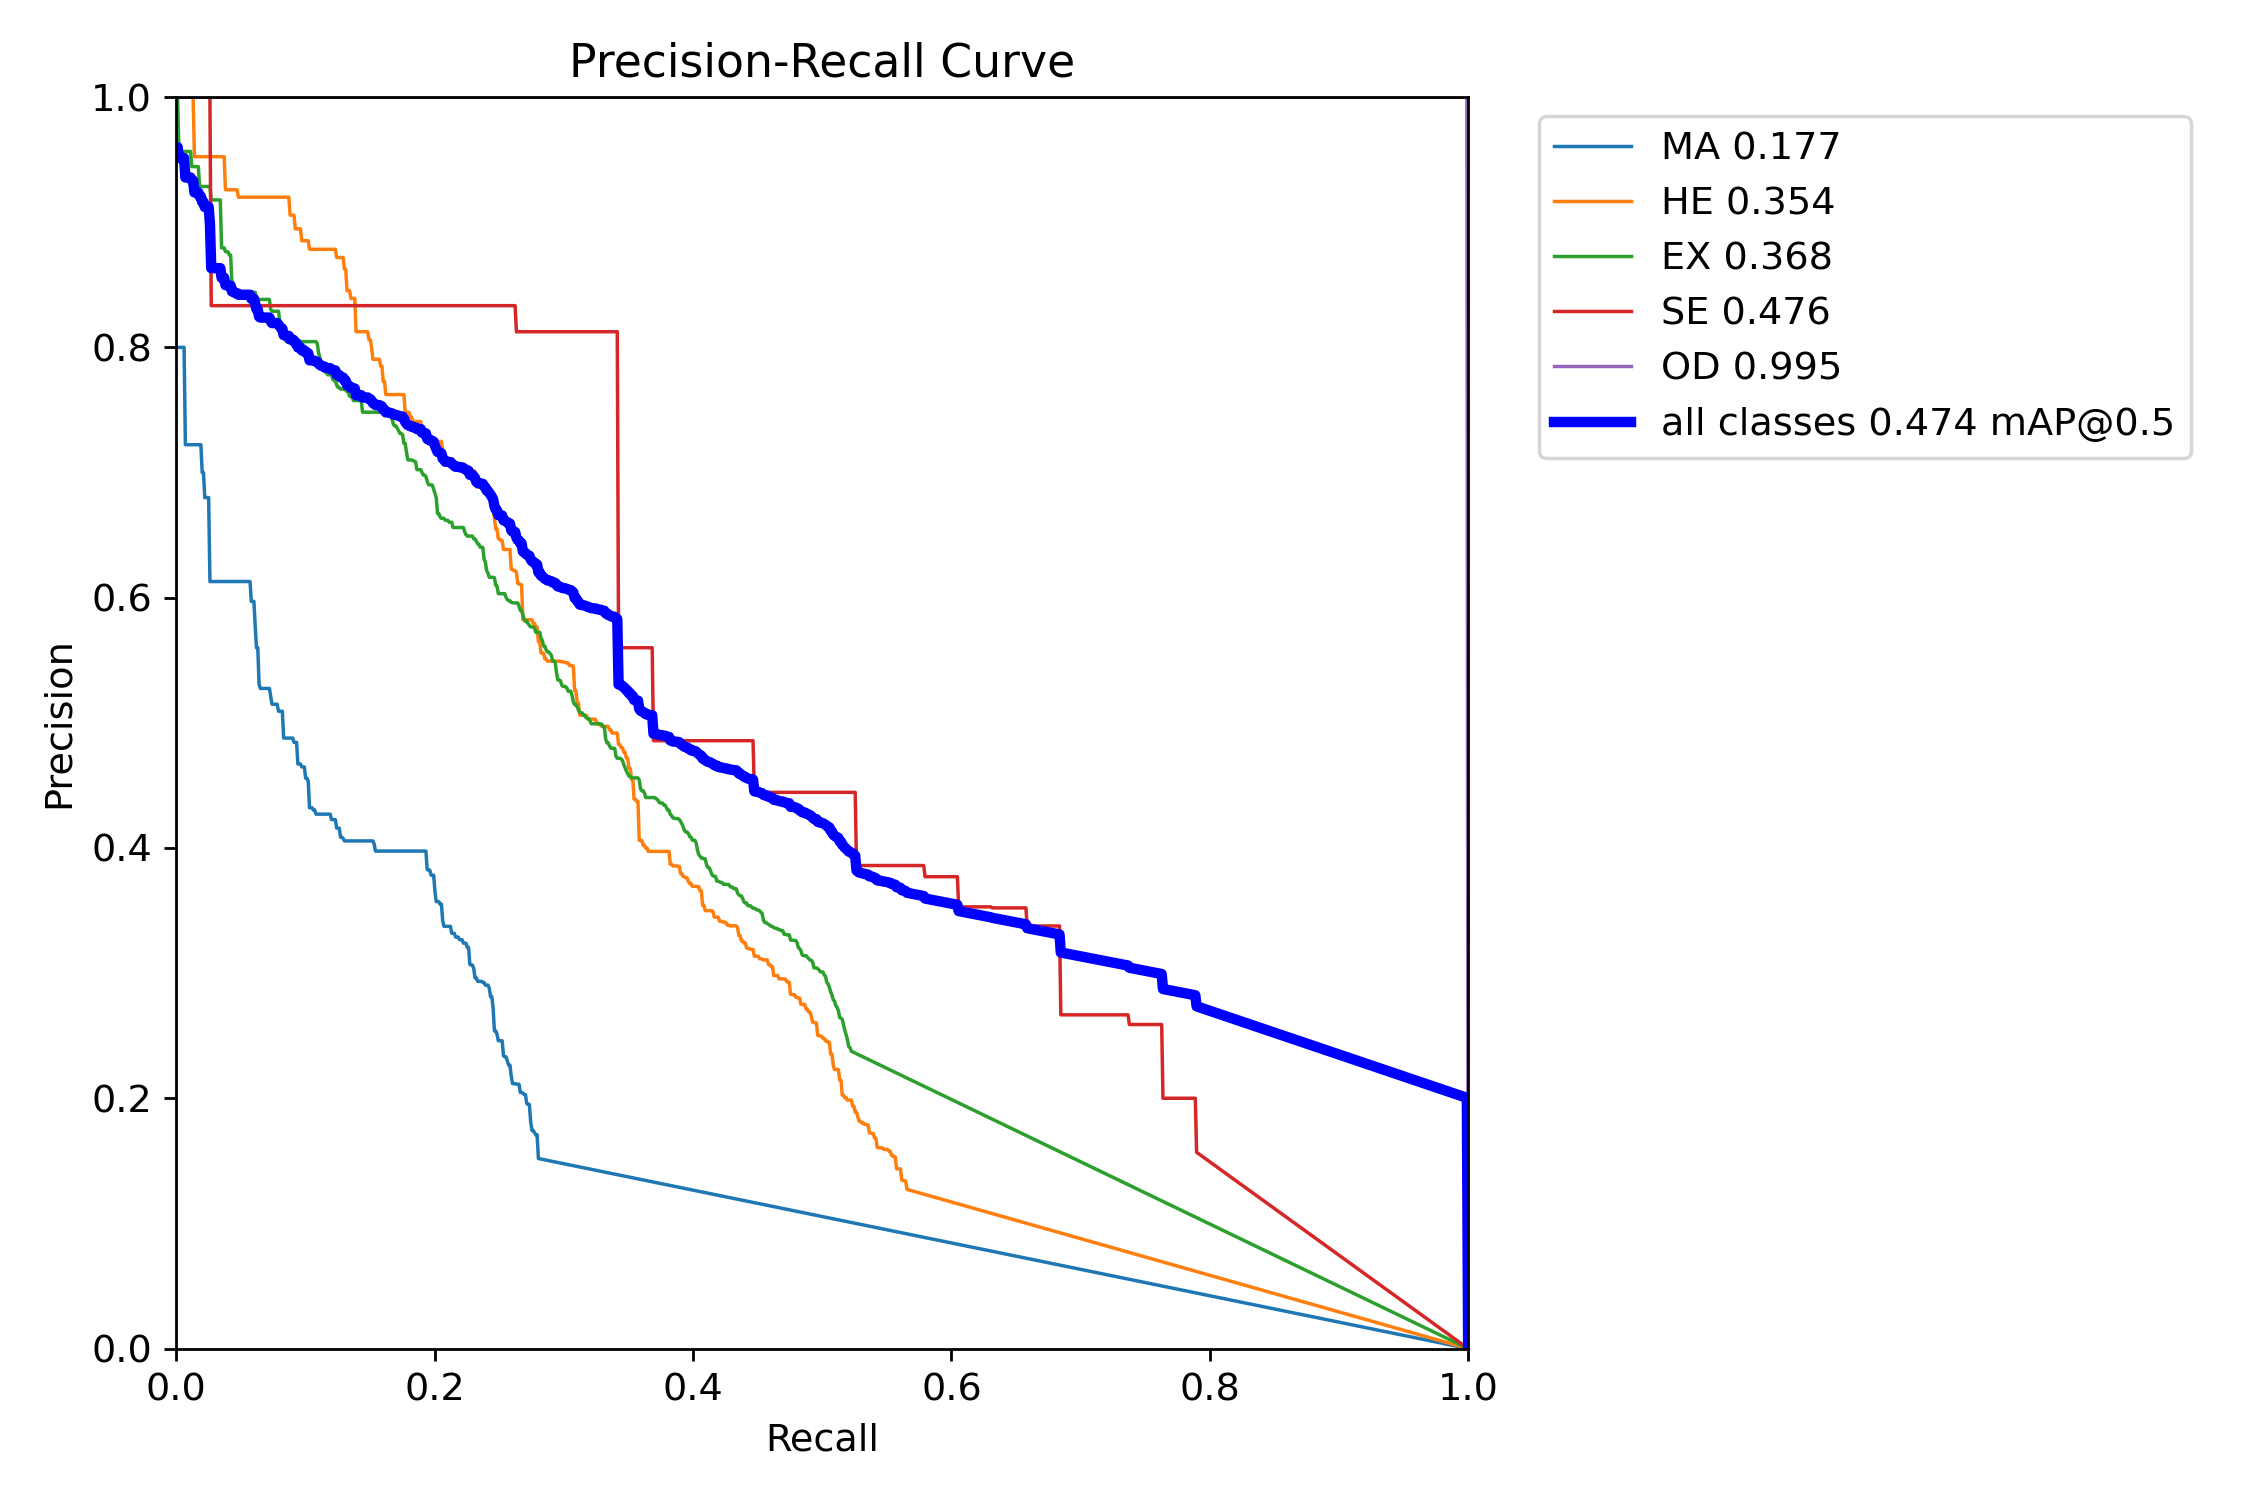 Precision-Recall Curve
1.0
0.8
0.6
0.4
0.2
0.0
Precision
0.0 0.2 0.4 0.6 0.8 1.0
Recall
MA 0.177
HE 0.354
EX 0.368
SE 0.476
OD 0.995
all classes 0.474 mAP@0.5